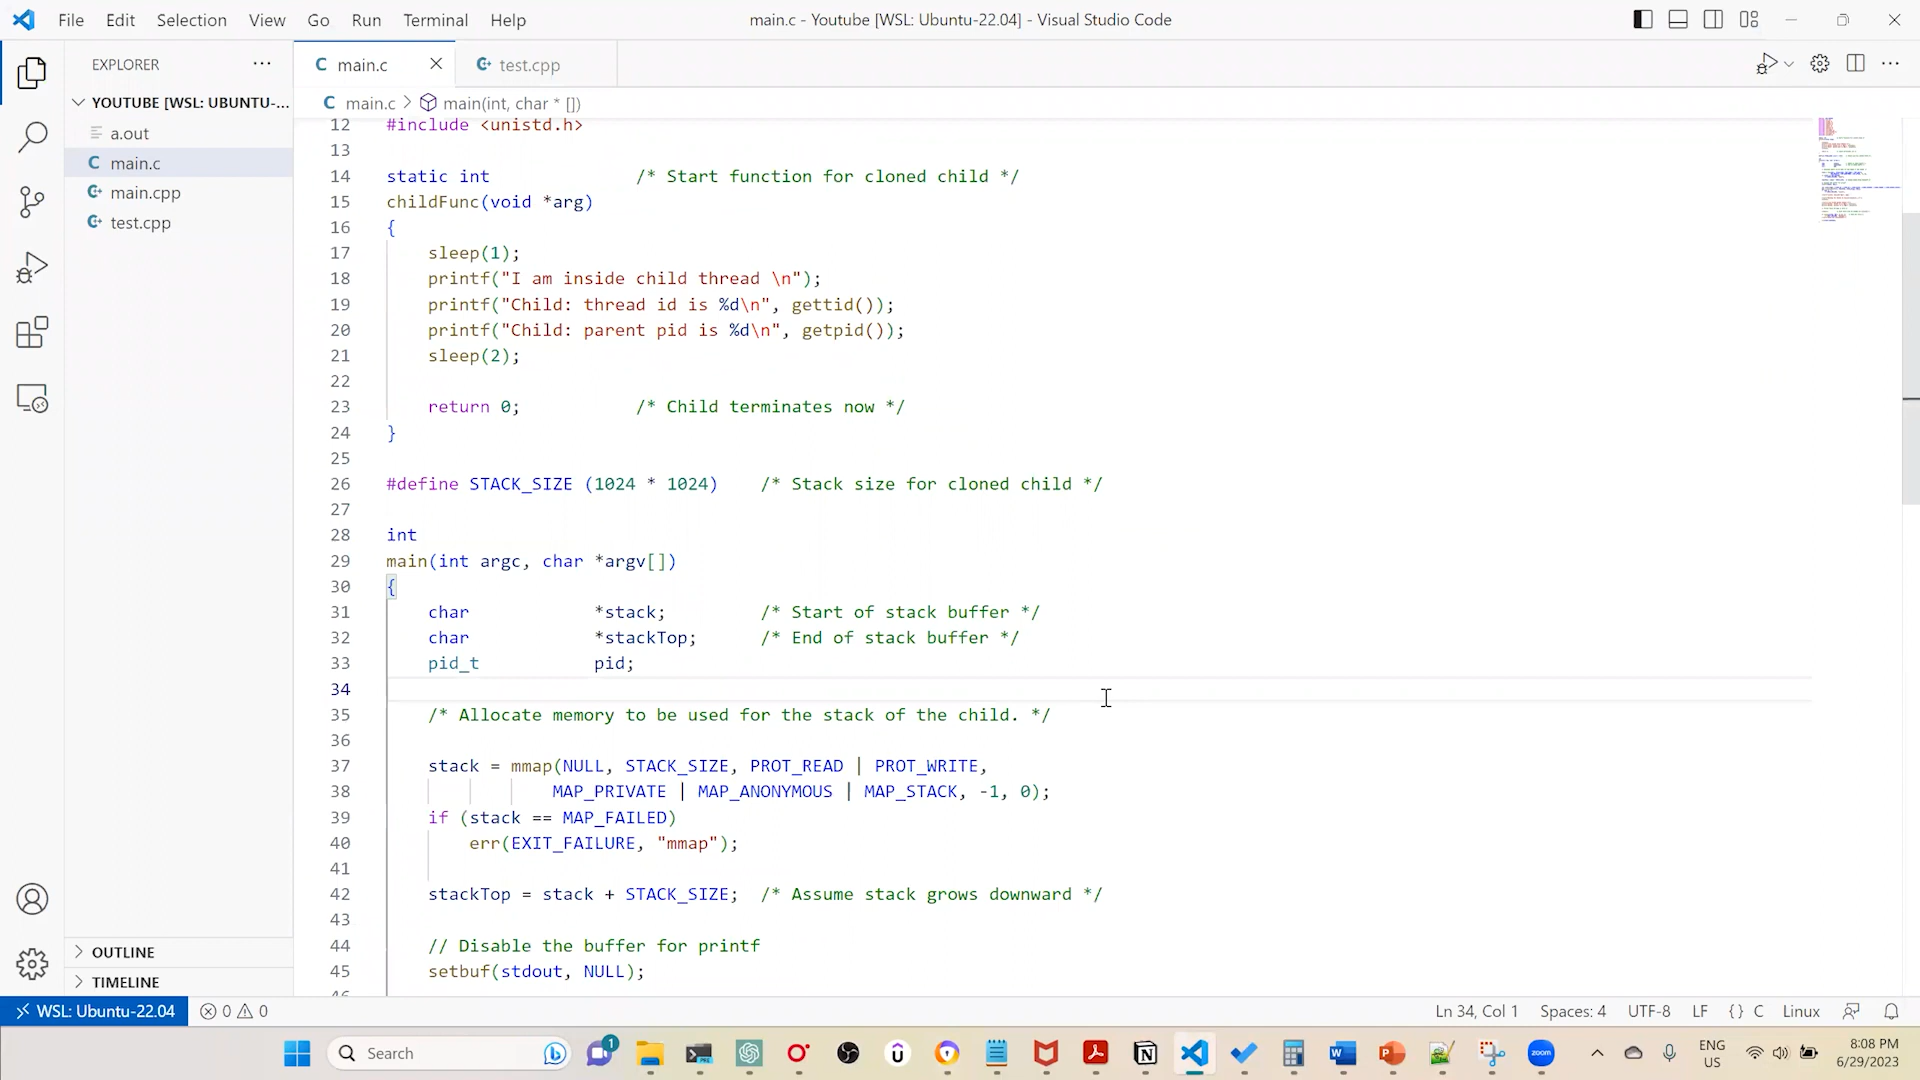 File Edit Selection View Go Run Terminal Help
main.c - Youtube [WSL: Ubuntu-22.04] - Visual Studio Code
EXPLORER
YOUTUBE [WSL: UBUNTU-...
a.out
C main.c
main.cpp
test.cpp
OUTLINE
TIMELINE
C main.c
test.cpp
C main.c > main(int, char * [])
12 #include <unistd.h>
13
14 static int /* Start function for cloned child */
15 childFunc(void *arg)
16 {
17 sleep(1);
18 printf("I am inside child thread \n");
19 printf("Child: thread id is %d\n", gettid());
20 printf("Child: parent pid is %d\n", getpid());
21 sleep(2);
22
23 return 0; /* Child terminates now */
24 }
25
26 #define STACK_SIZE (1024 * 1024) /* Stack size for cloned child */
27
28 int
29 main(int argc, char *argv[])
30 {
31 char *stack; /* Start of stack buffer */
32 char *stackTop; /* End of stack buffer */
33 pid_t pid;
34
35 /* Allocate memory to be used for the stack of the child. */
36
37 stack = mmap(NULL, STACK_SIZE, PROT_READ | PROT_WRITE,
38 MAP_PRIVATE | MAP_ANONYMOUS | MAP_STACK, -1, 0);
39 if (stack == MAP_FAILED)
40 err(EXIT_FAILURE, "mmap");
41
42 stackTop = stack + STACK_SIZE; /* Assume stack grows downward */
43
44 // Disable the buffer for printf
45 setbuf(stdout, NULL);
WSL: Ubuntu-22.04 0 0 Ln 34, Col 1 Spaces: 4 UTF-8 LF {} C Linux
Search
1
zoom
ENG
US
8:08 PM
6/29/2023